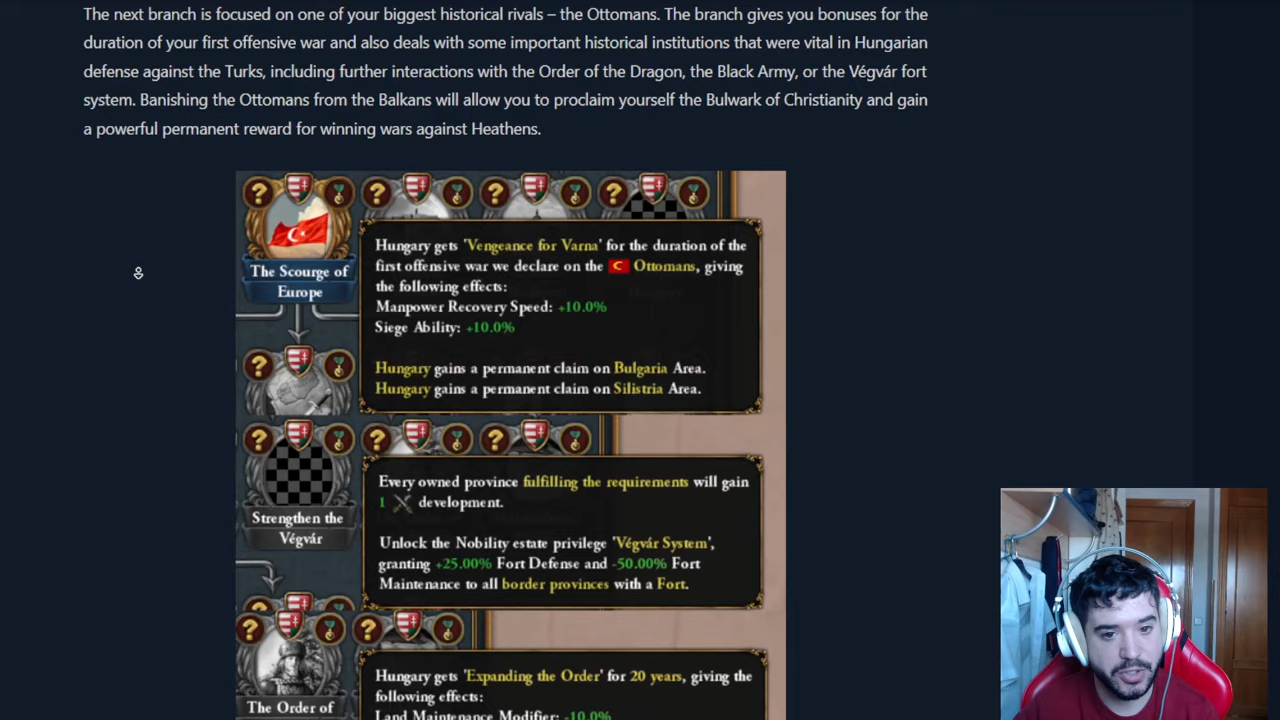 The next branch is focused on one of your biggest historical rivals – the Ottomans. The branch gives you bonuses for the
duration of your first offensive war and also deals with some important historical institutions that were vital in Hungarian
defense against the Turks, including further interactions with the Order of the Dragon, the Black Army, or the Végvár fort
system. Banishing the Ottomans from the Balkans will allow you to proclaim yourself the Bulwark of Christianity and gain
a powerful permanent reward for winning wars against Heathens.
The Scourge of
Europe
Hungary gets 'Vengeance for Varna' for the duration of the
first offensive war we declare on the Ottomans, giving
the following effects:
Manpower Recovery Speed: +10.0%
Siege Ability: +10.0%
Hungary gains a permanent claim on Bulgaria Area.
Hungary gains a permanent claim on Silistria Area.
Strengthen the
Végvár
Every owned province fulfilling the requirements will gain
1 development.
Unlock the Nobility estate privilege 'Végvár System',
granting +25.00% Fort Defense and -50.00% Fort
Maintenance to all border provinces with a Fort.
The Order of
Hungary gets 'Expanding the Order' for 20 years, giving the
following effects:
Land Maintenance Modifier: -10.0%